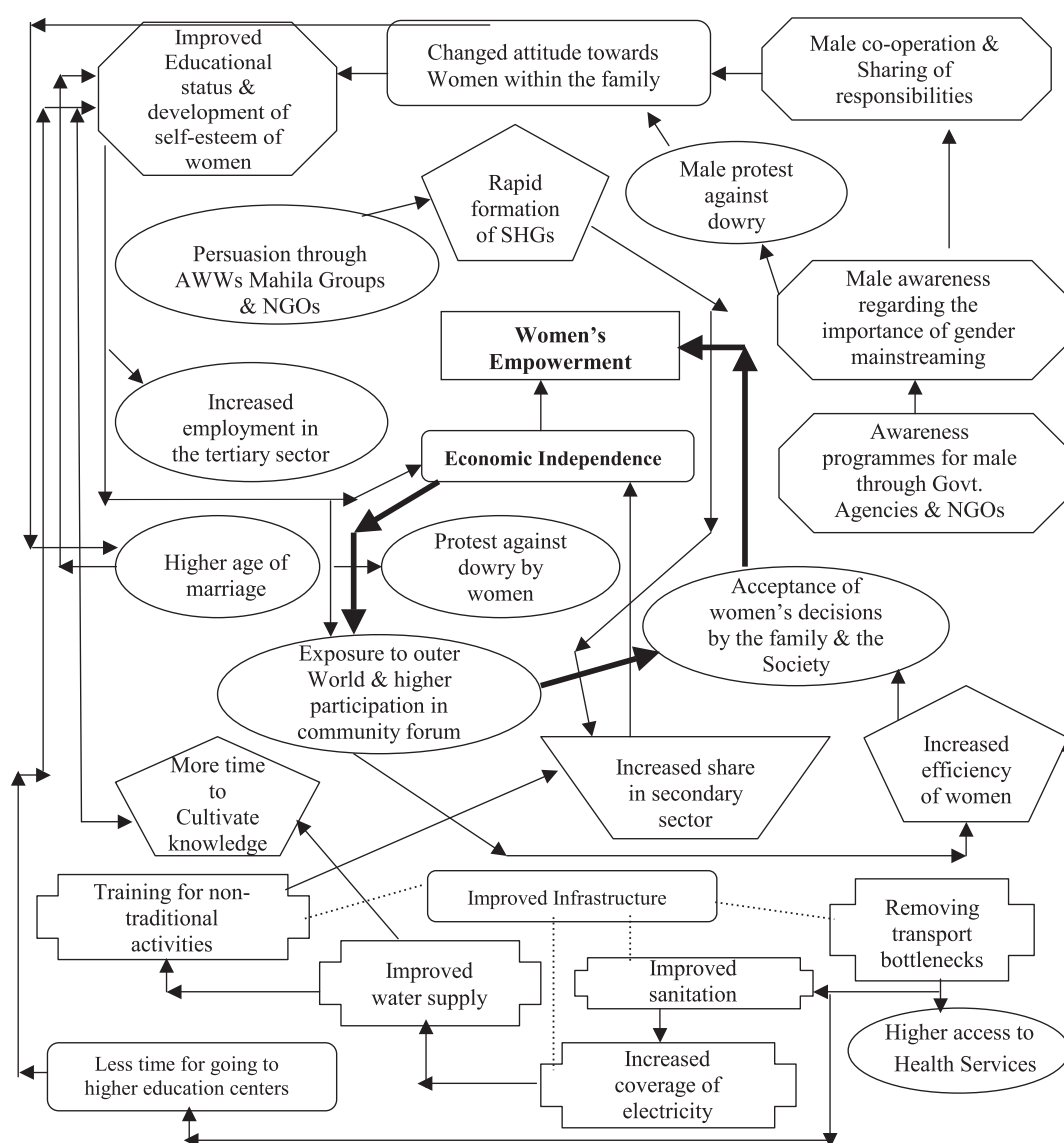 Improved
Educational
status &
development of
self-esteem of
women
Changed attitude towards
Women within the family
Male co-operation &
Sharing of
responsibilities
Rapid
formation
of SHGs
Male protest
against
dowry
Persuasion through
AWWs Mahila Groups
& NGOs
Male awareness
regarding the
importance of gender
mainstreaming
Women’s
Empowerment
Increased
employment in
the tertiary sector
Economic Independence
Awareness
programmes for male
through Govt.
Agencies & NGOs
Higher age of
marriage
Protest against
dowry by
women
Acceptance of
women’s decisions
by the family & the
Society
Exposure to outer
World & higher
participation in
community forum
More time
to
Cultivate
knowledge
Increased share
in secondary
sector
Increased
efficiency
of women
Training for non-
traditional
activities
Improved Infrastructure
Removing
transport
bottlenecks
Improved
water supply
Improved
sanitation
Higher access to
Health Services
Less time for going to
higher education centers
Increased
coverage of
electricity